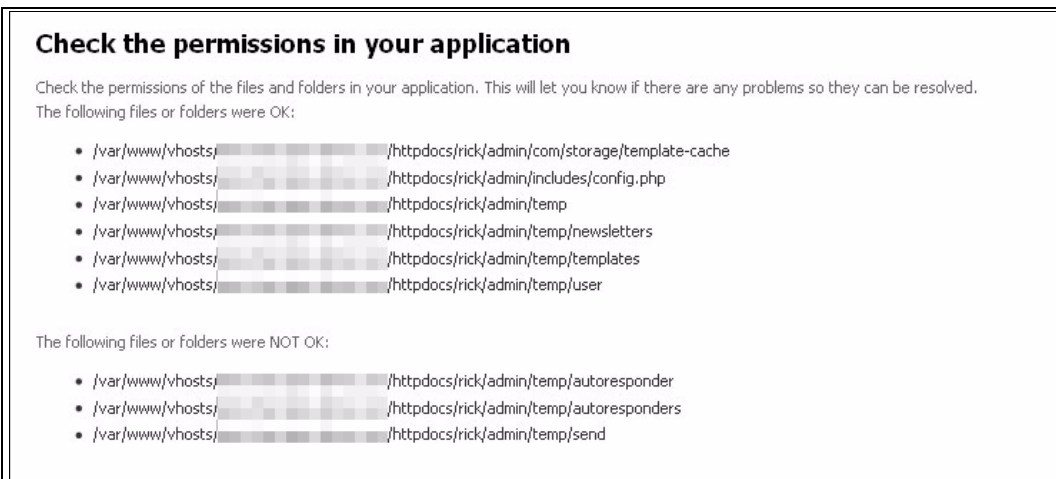 Check the permissions in your application
Check the permissions of the files and folders in your application. This will let you know if there are any problems so they can be resolved.
The following files or folders were OK:
• /var/www/vhosts/ /httpdocs/rick/admin/com/storage/template-cache
• /var/www/vhosts/ /httpdocs/rick/admin/includes/config.php
• /var/www/vhosts/ /httpdocs/rick/admin/temp
• /var/www/vhosts/ /httpdocs/rick/admin/temp/newsletters
• /var/www/vhosts/ /httpdocs/rick/admin/temp/templates
• /var/www/vhosts/ /httpdocs/rick/admin/temp/user
The following files or folders were NOT OK:
• /var/www/vhosts/ /httpdocs/rick/admin/temp/autoresponder
• /var/www/vhosts/ /httpdocs/rick/admin/temp/autoresponders
• /var/www/vhosts/ /httpdocs/rick/admin/temp/send